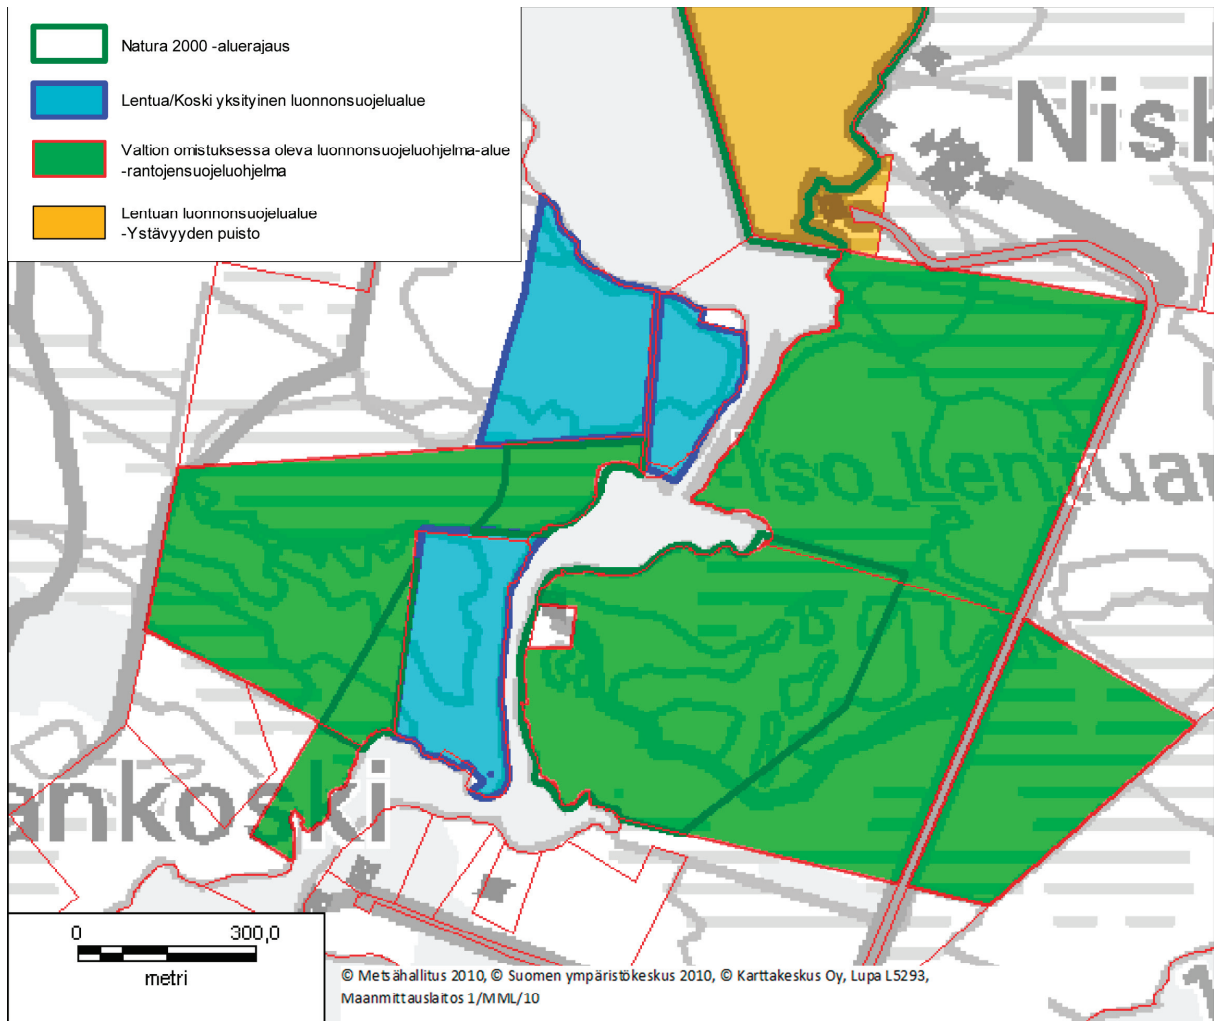 Natura 2000 -aluerajaus
Lentua/Koski yksityinen luonnonsuojelualue
Valtion omistuksessa oleva luonnonsuojeluohjelma-alue
-rantojensuojeluohjelma
Lentuan luonnonsuojelualue
-Ystävyyden puisto
Nisk
Iso Lentuan
ankoski
0 300,0
metri
© Metsähallitus 2010, © Suomen ympäristökeskus 2010, © Karttakeskus Oy, Lupa L5293,
Maanmittauslaitos 1/MML/10